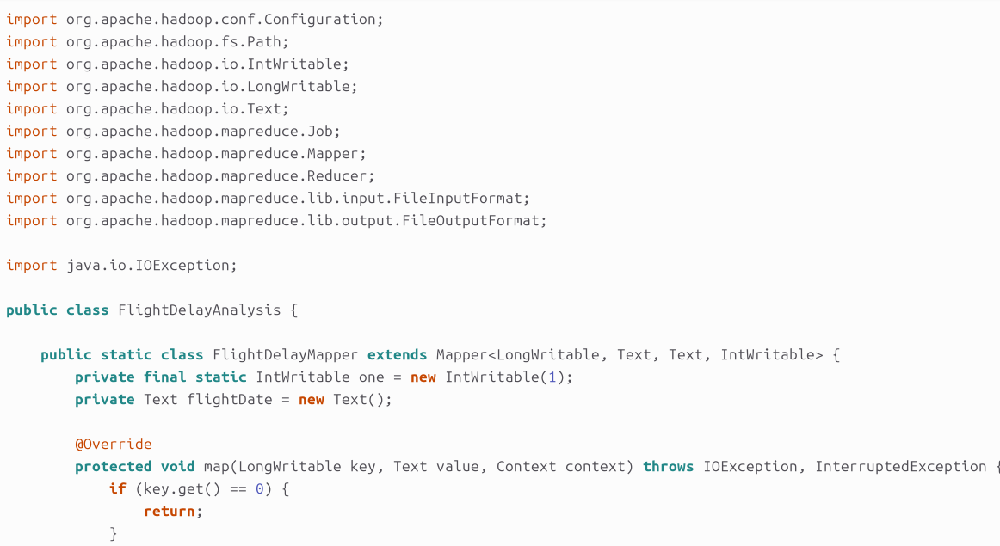 import org.apache.hadoop.conf.Configuration;
import org.apache.hadoop.fs.Path;
import org.apache.hadoop.io.IntWritable;
import org.apache.hadoop.io.LongWritable;
import org.apache.hadoop.io.Text;
import org.apache.hadoop.mapreduce.Job;
import org.apache.hadoop.mapreduce.Mapper;
import org.apache.hadoop.mapreduce.Reducer;
import org.apache.hadoop.mapreduce.lib.input.FileInputFormat;
import org.apache.hadoop.mapreduce.lib.output.FileOutputFormat;

import java.io.IOException;

public class FlightDelayAnalysis {

    public static class FlightDelayMapper extends Mapper<LongWritable, Text, Text, IntWritable> {
        private final static IntWritable one = new IntWritable(1);
        private Text flightDate = new Text();

        @Override
        protected void map(LongWritable key, Text value, Context context) throws IOException, InterruptedException {
            if (key.get() == 0) {
                return;
            }